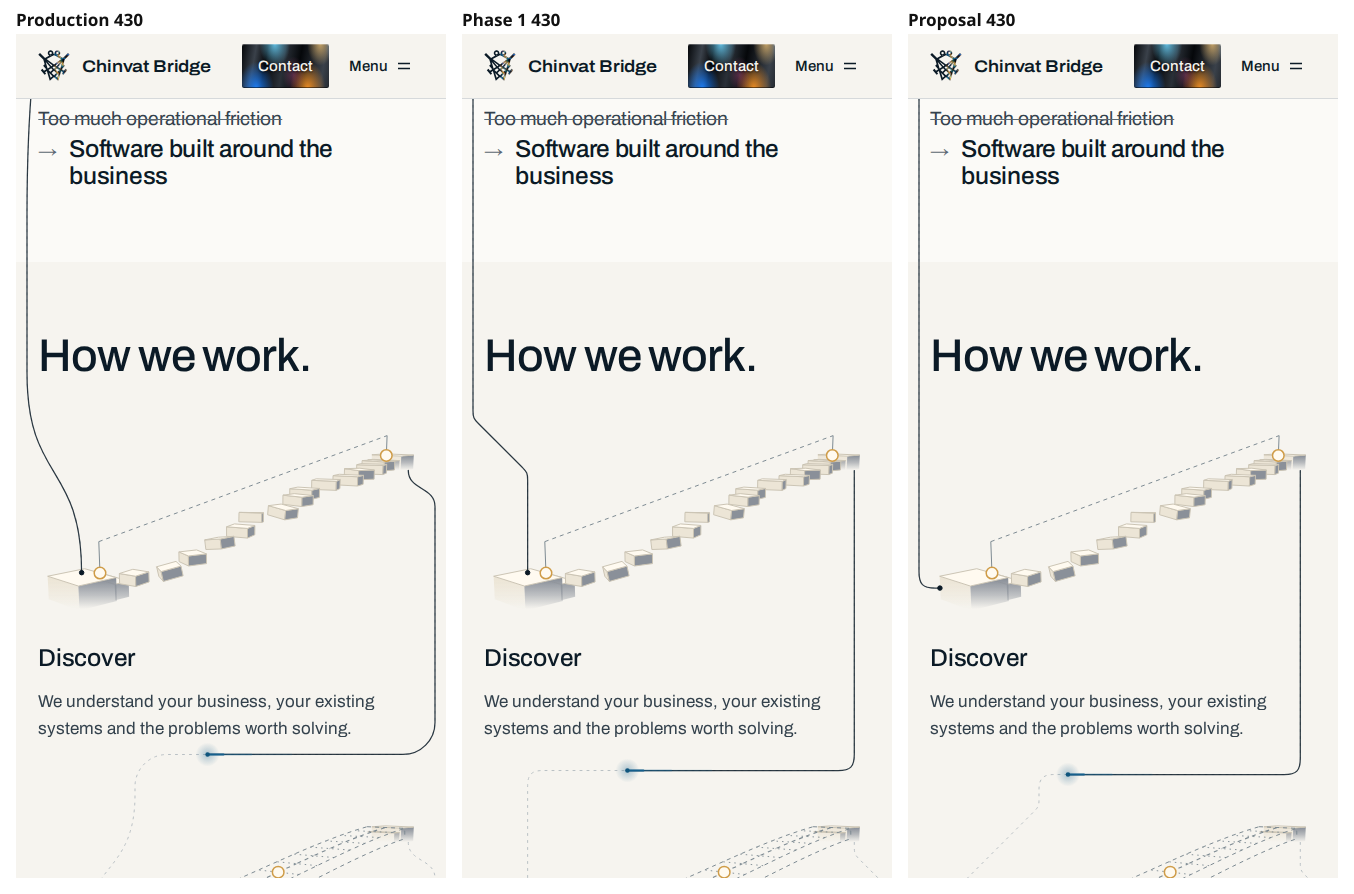 Production 430
Chinvat Bridge
Contact
Menu
Too much operational friction
→ Software built around the
business
How we work.
Discover
We understand your business, your existing
systems and the problems worth solving.
Phase 1 430
Chinvat Bridge
Contact
Menu
Too much operational friction
→ Software built around the
business
How we work.
Discover
We understand your business, your existing
systems and the problems worth solving.
Proposal 430
Chinvat Bridge
Contact
Menu
Too much operational friction
→ Software built around the
business
How we work.
Discover
We understand your business, your existing
systems and the problems worth solving.